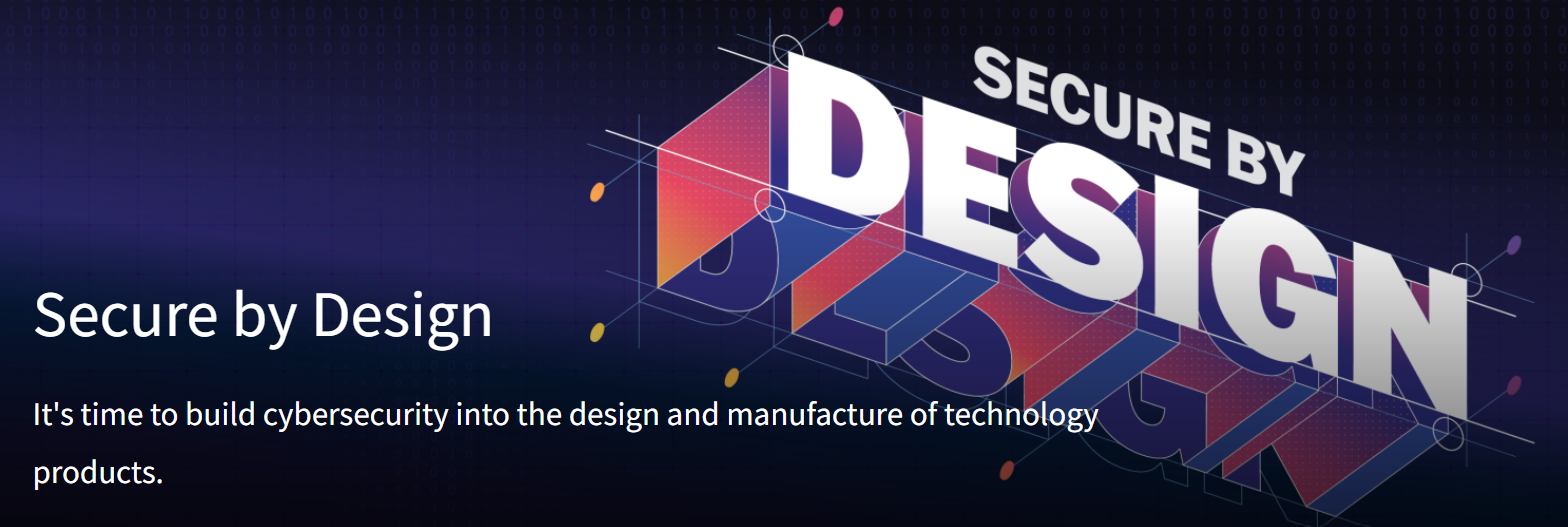 SECURE BY
DESIGN
Secure by Design
It's time to build cybersecurity into the design and manufacture of technology
products.